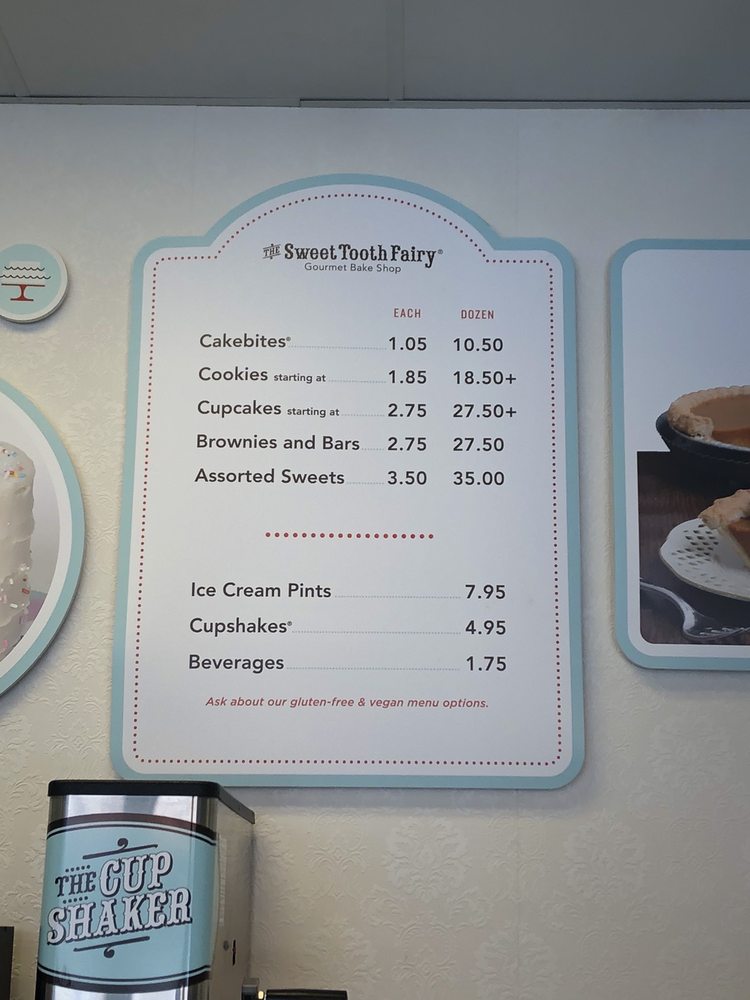 THE Sweet Tooth Fairy®
Gourmet Bake Shop
EACH DOZEN
Cakebites® 1.05 10.50
Cookies starting at 1.85 18.50+
Cupcakes starting at 2.75 27.50+
Brownies and Bars 2.75 27.50
Assorted Sweets 3.50 35.00
Ice Cream Pints 7.95
Cupshakes® 4.95
Beverages 1.75
Ask about our gluten-free & vegan menu options.
THE CUP
SHAKER